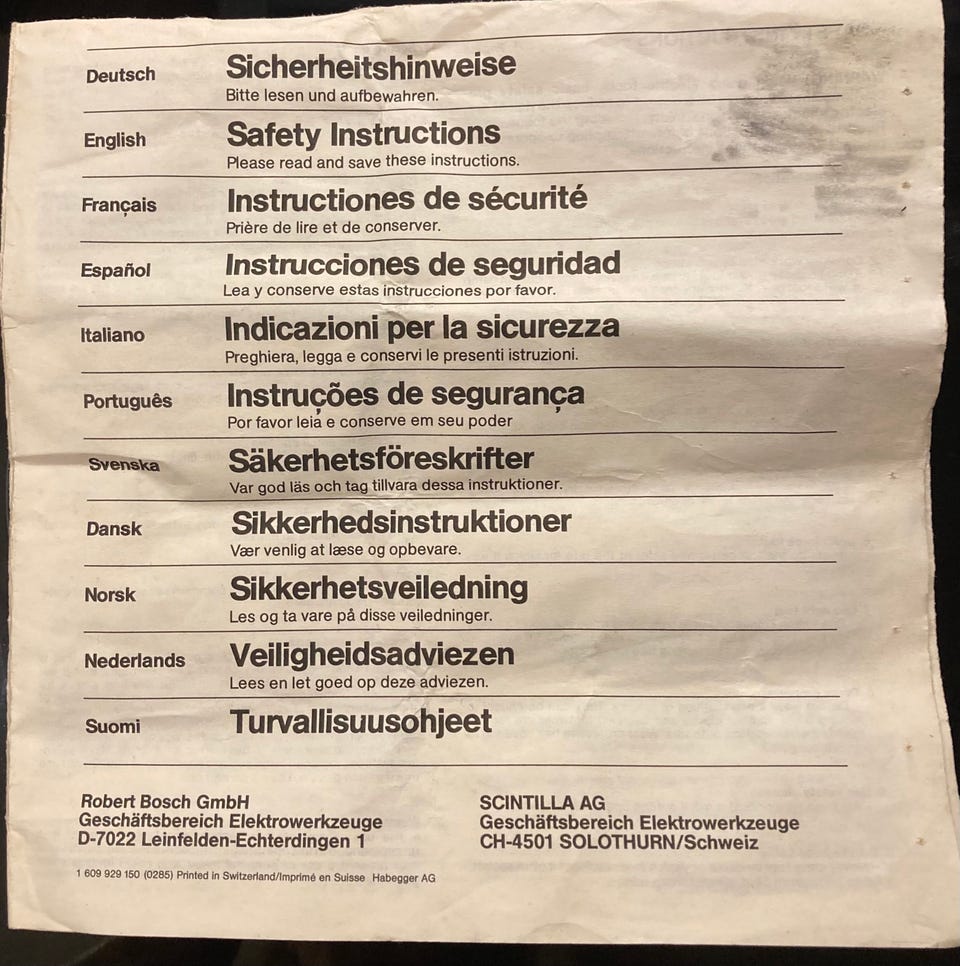 Deutsch Sicherheitshinweise
Bitte lesen und aufbewahren.
English Safety Instructions
Please read and save these instructions.
Français Instructiones de sécurité
Prière de lire et de conserver.
Español Instrucciones de seguridad
Lea y conserve estas instrucciones por favor.
Italiano Indicazioni per la sicurezza
Preghiera, legga e conservi le presenti istruzioni.
Português Instruções de segurança
Por favor leia e conserve em seu poder
Svenska Säkerhetsföreskrifter
Var god läs och tag tillvara dessa instruktioner.
Dansk Sikkerhedsinstruktioner
Vær venlig at læse og opbevare.
Norsk Sikkerhetsveiledning
Les og ta vare på disse veiledninger.
Nederlands Veiligheidsadviezen
Lees en let goed op deze adviezen.
Suomi Turvallisuusohjeet
Robert Bosch GmbH
Geschäftsbereich Elektrowerkzeuge
D-7022 Leinfelden-Echterdingen 1
SCINTILLA AG
Geschäftsbereich Elektrowerkzeuge
CH-4501 SOLOTHURN/Schweiz
1 609 929 150 (0285) Printed in Switzerland/Imprimé en Suisse Habegger AG